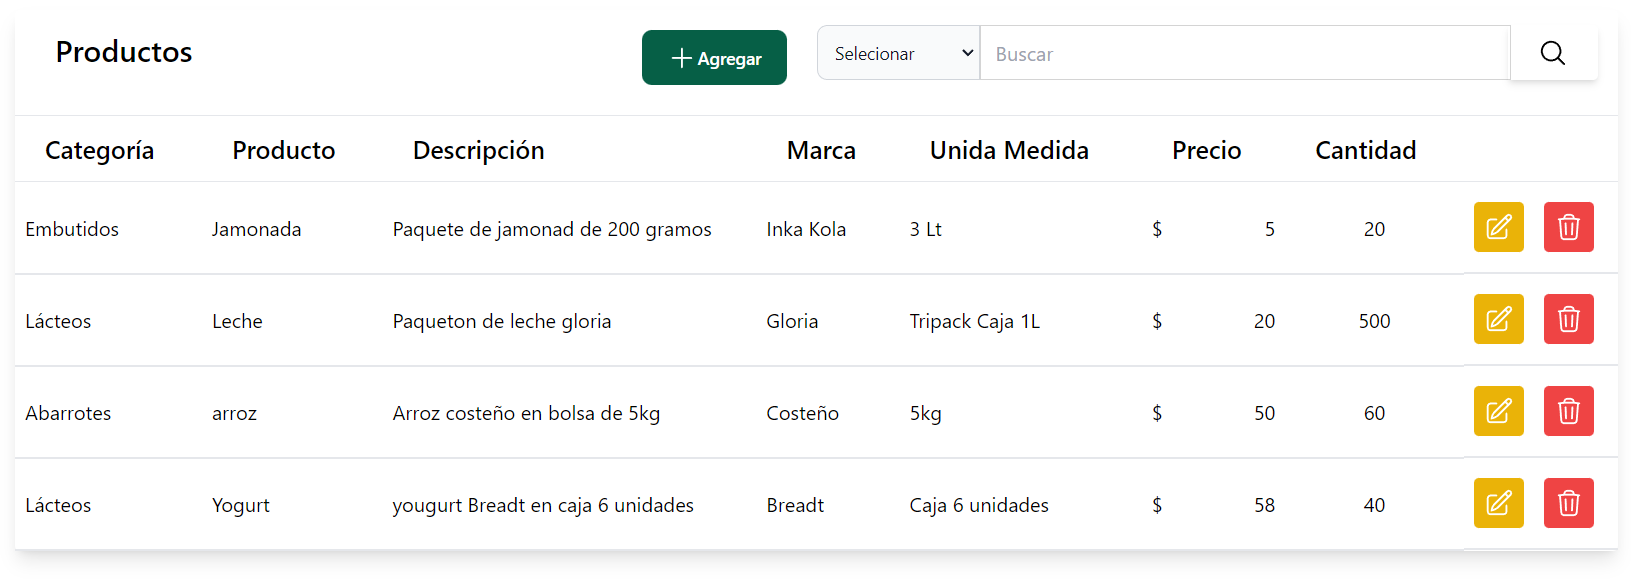 Productos
Agregar
Selecionar
Buscar
Categoría Producto Descripción Marca Unida Medida Precio Cantidad
Embutidos Jamonada Paquete de jamonad de 200 gramos Inka Kola 3 Lt $ 5 20
Lácteos Leche Paqueton de leche gloria Gloria Tripack Caja 1L $ 20 500
Abarrotes arroz Arroz costeño en bolsa de 5kg Costeño 5kg $ 50 60
Lácteos Yogurt yougurt Breadt en caja 6 unidades Breadt Caja 6 unidades $ 58 40